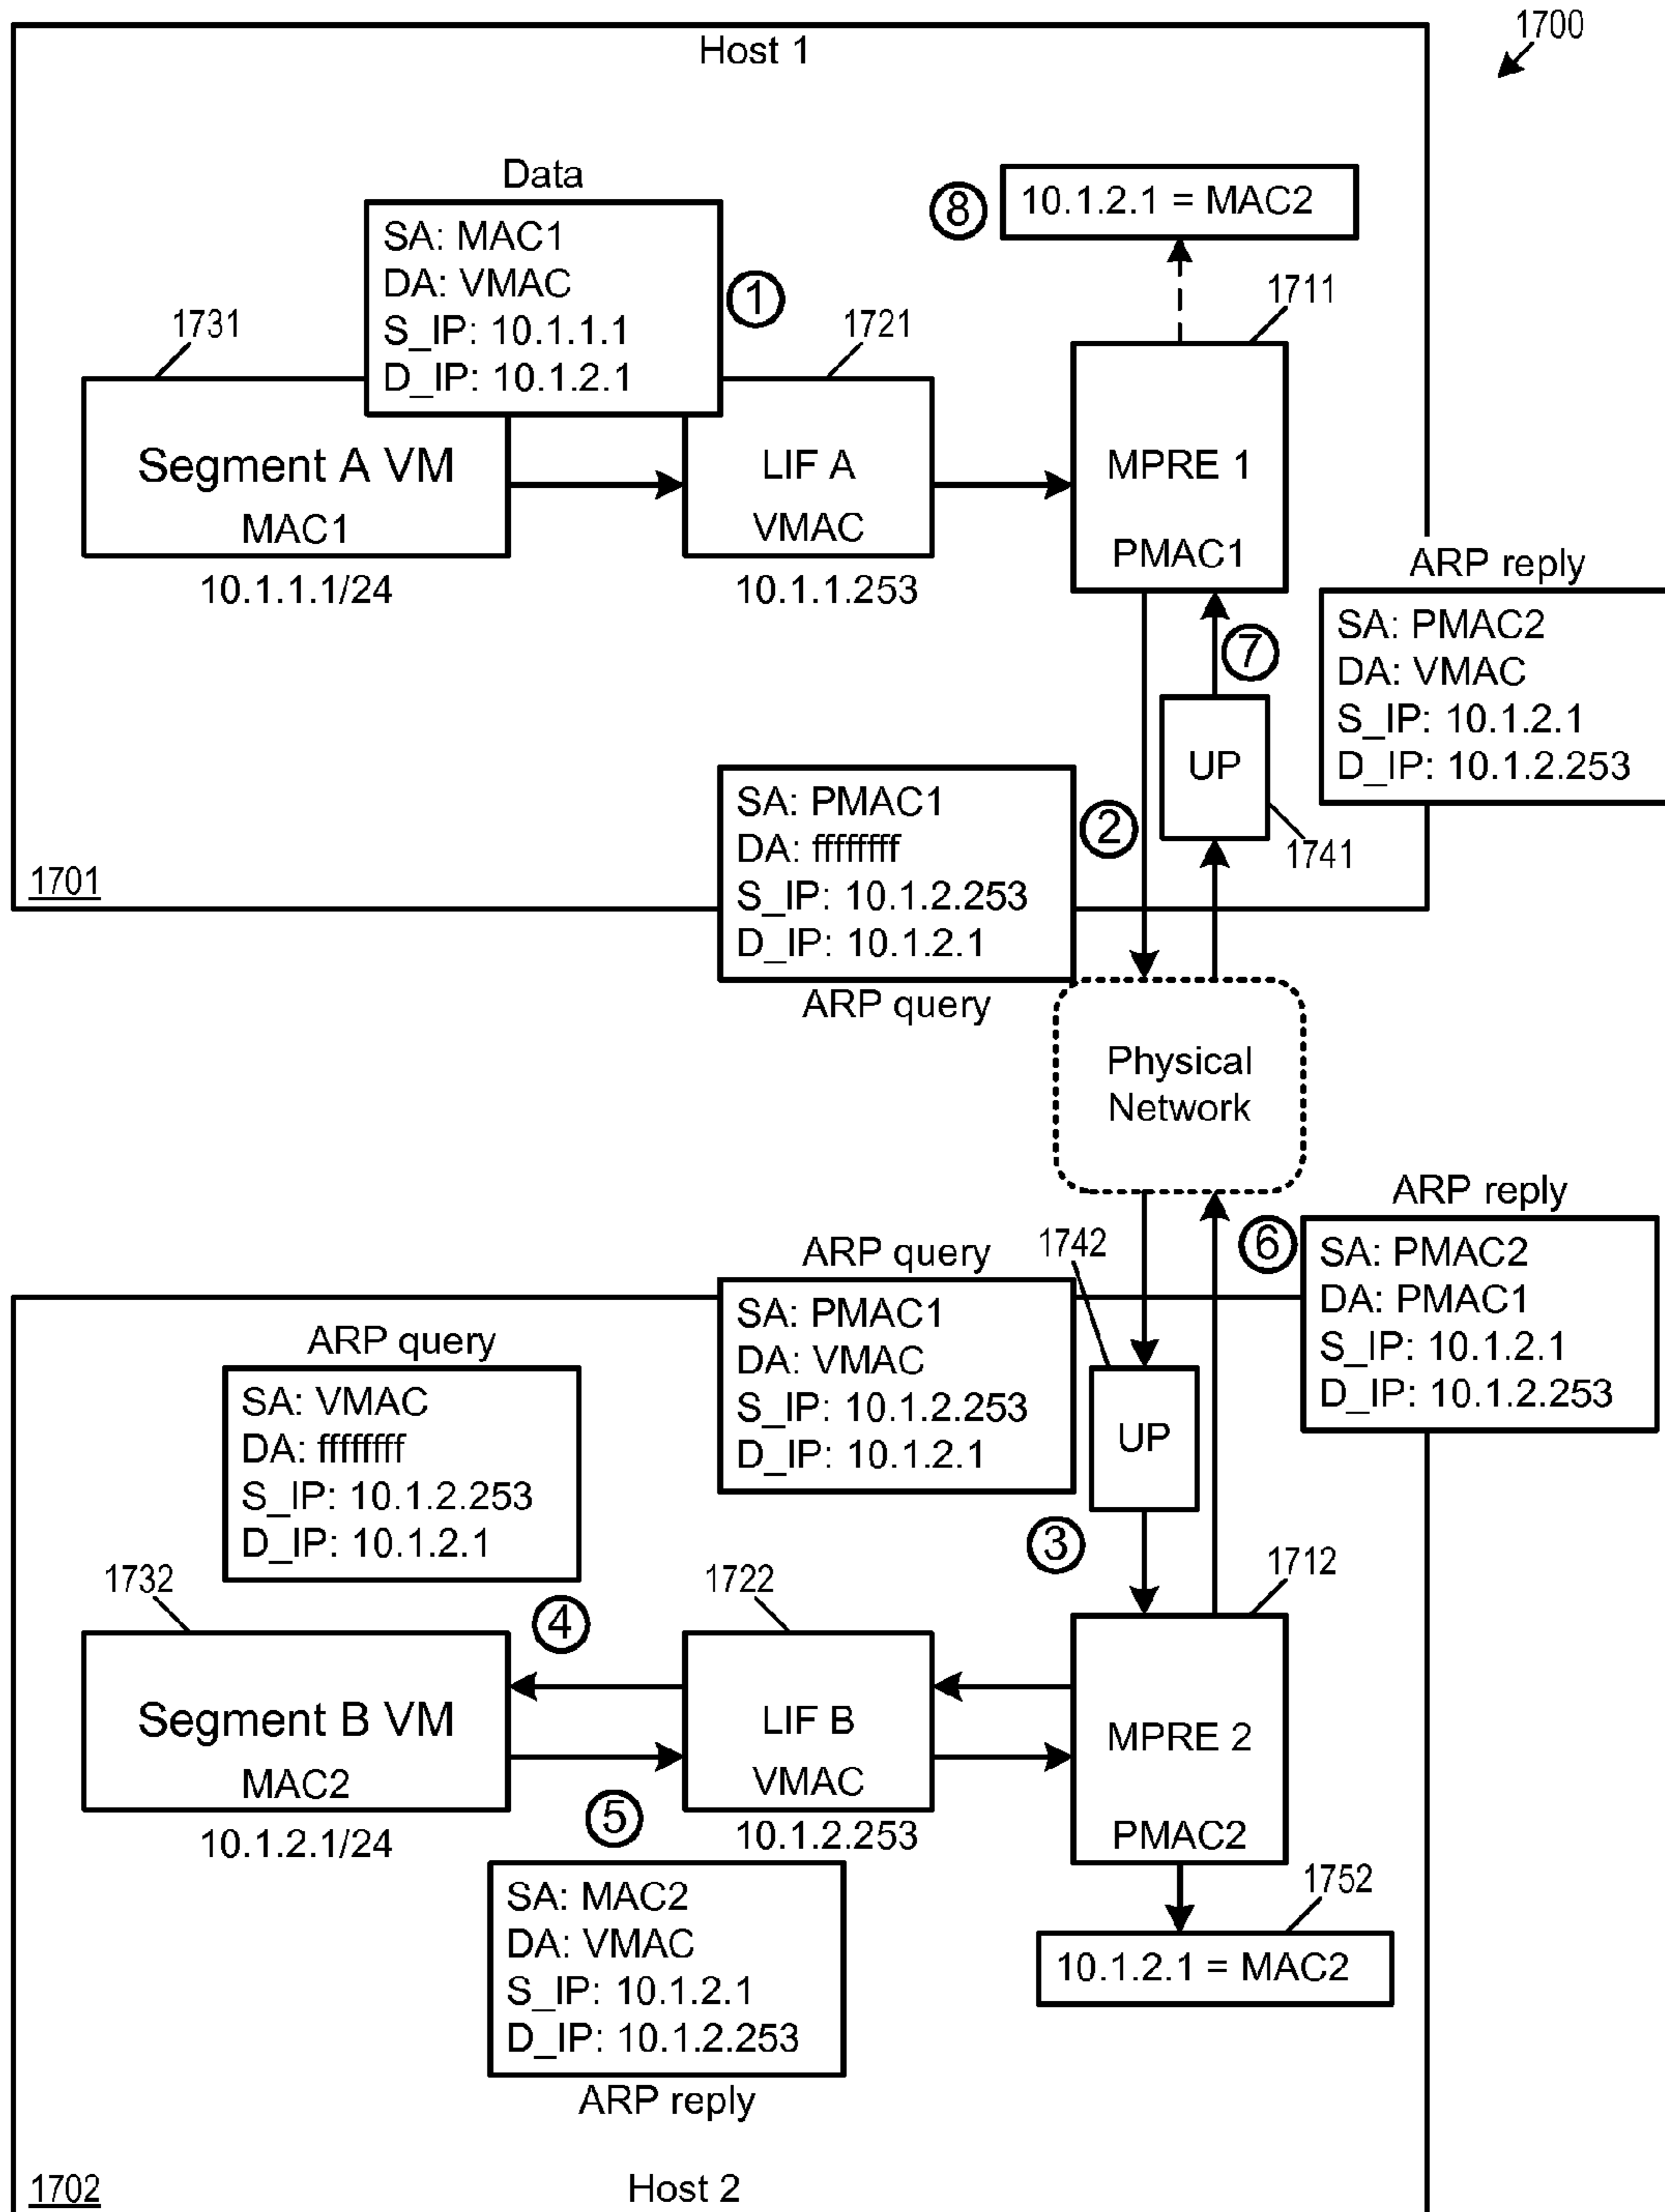 1700
Host 1
Data
SA: MAC1
DA: VMAC
S_IP: 10.1.1.1
D_IP: 10.1.2.1
1
8
10.1.2.1 = MAC2
1731
1721
1711
Segment A VM
MAC1
10.1.1.1/24
LIF A
VMAC
10.1.1.253
MPRE 1
PMAC1
ARP reply
SA: PMAC2
DA: VMAC
S_IP: 10.1.2.1
D_IP: 10.1.2.253
7
UP
1741
SA: PMAC1
DA: ffffffff
S_IP: 10.1.2.253
D_IP: 10.1.2.1
ARP query
2
1701
Physical
Network
ARP reply
SA: PMAC2
DA: PMAC1
S_IP: 10.1.2.1
D_IP: 10.1.2.253
6
1742
ARP query
SA: PMAC1
DA: VMAC
S_IP: 10.1.2.253
D_IP: 10.1.2.1
UP
3
ARP query
SA: VMAC
DA: ffffffff
S_IP: 10.1.2.253
D_IP: 10.1.2.1
1732
4
1722
1712
Segment B VM
MAC2
10.1.2.1/24
LIF B
VMAC
10.1.2.253
MPRE 2
PMAC2
5
SA: MAC2
DA: VMAC
S_IP: 10.1.2.1
D_IP: 10.1.2.253
ARP reply
1752
10.1.2.1 = MAC2
1702
Host 2